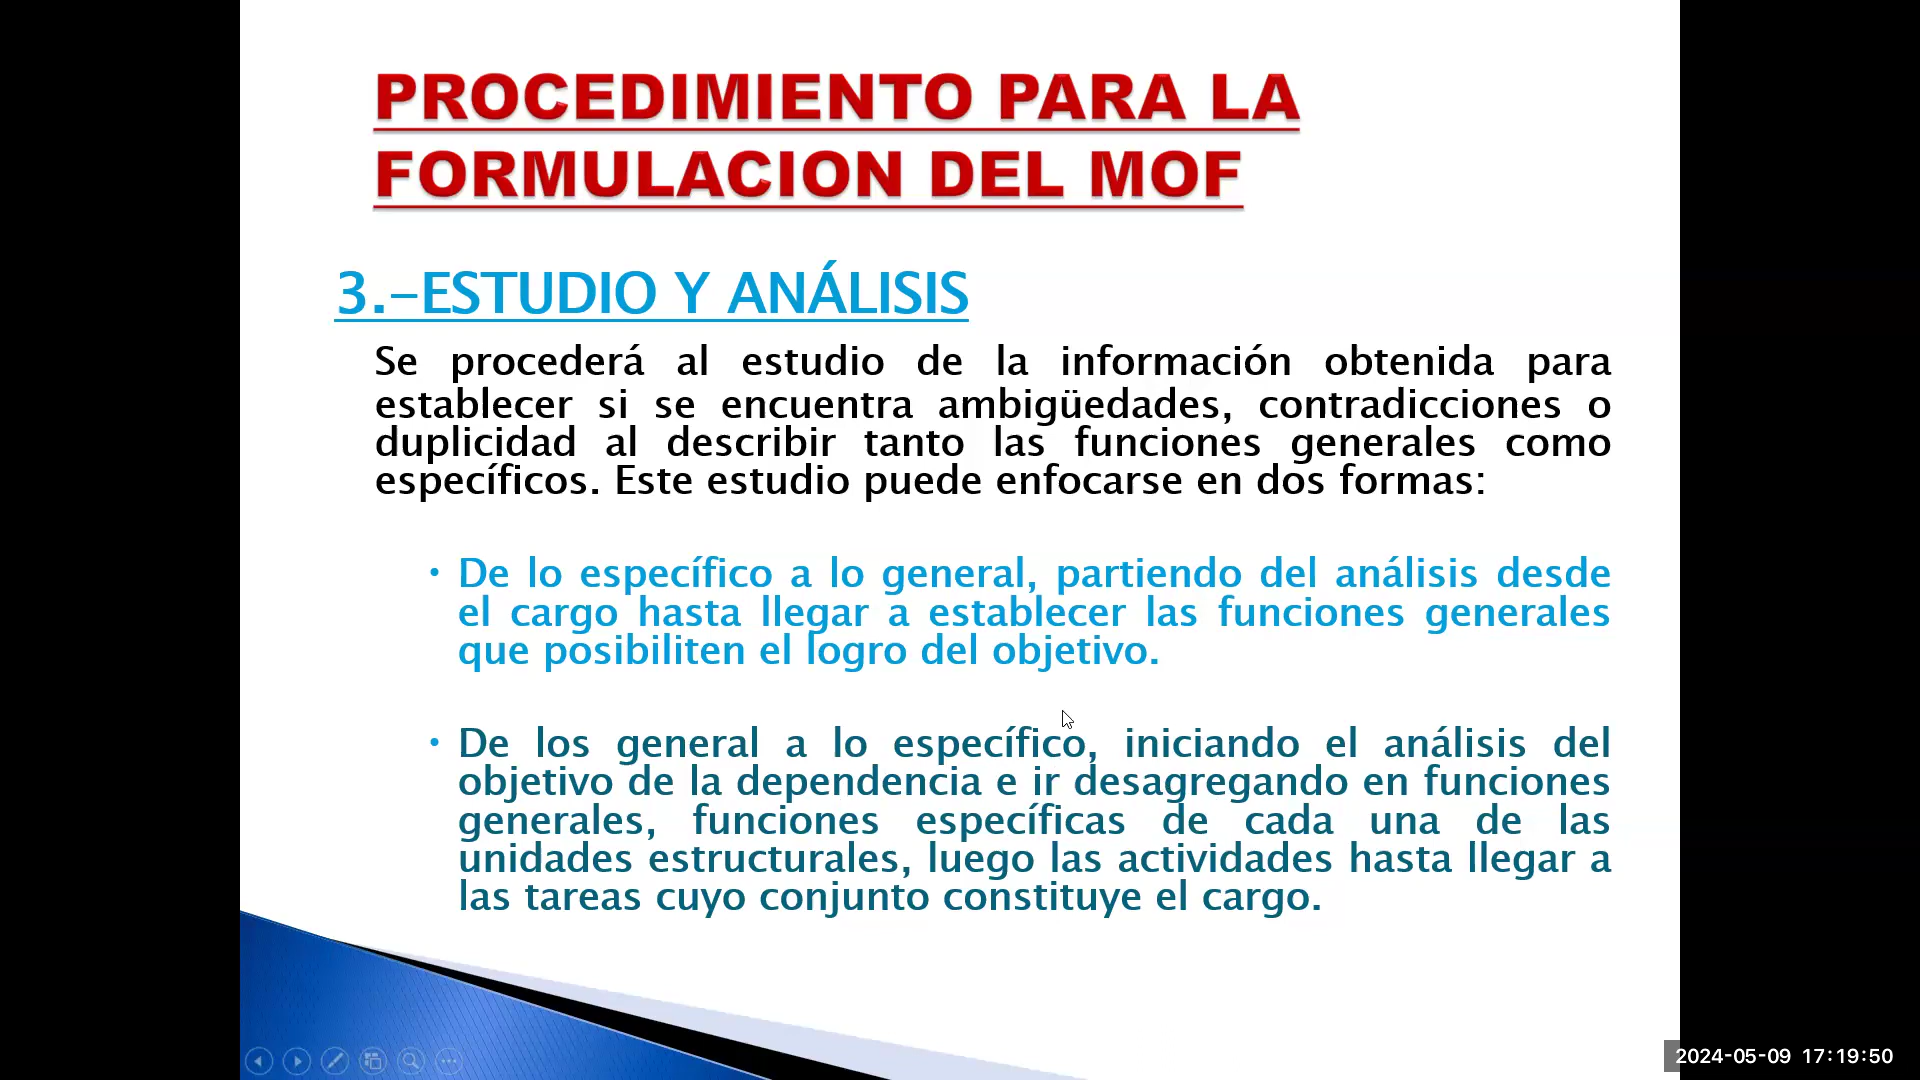 PROCEDIMIENTO PARA LA
FORMULACION DEL MOF
3.-ESTUDIO Y ANÁLISIS
Se procederá al estudio de la información obtenida para
establecer si se encuentra ambigüedades, contradicciones o
duplicidad al describir tanto las funciones generales como
específicos. Este estudio puede enfocarse en dos formas:
• De lo específico a lo general, partiendo del análisis desde
el cargo hasta llegar a establecer las funciones generales
que posibiliten el logro del objetivo.
• De los general a lo específico, iniciando el análisis del
objetivo de la dependencia e ir desagregando en funciones
generales, funciones específicas de cada una de las
unidades estructurales, luego las actividades hasta llegar a
las tareas cuyo conjunto constituye el cargo.
2024-05-09 17:19:50